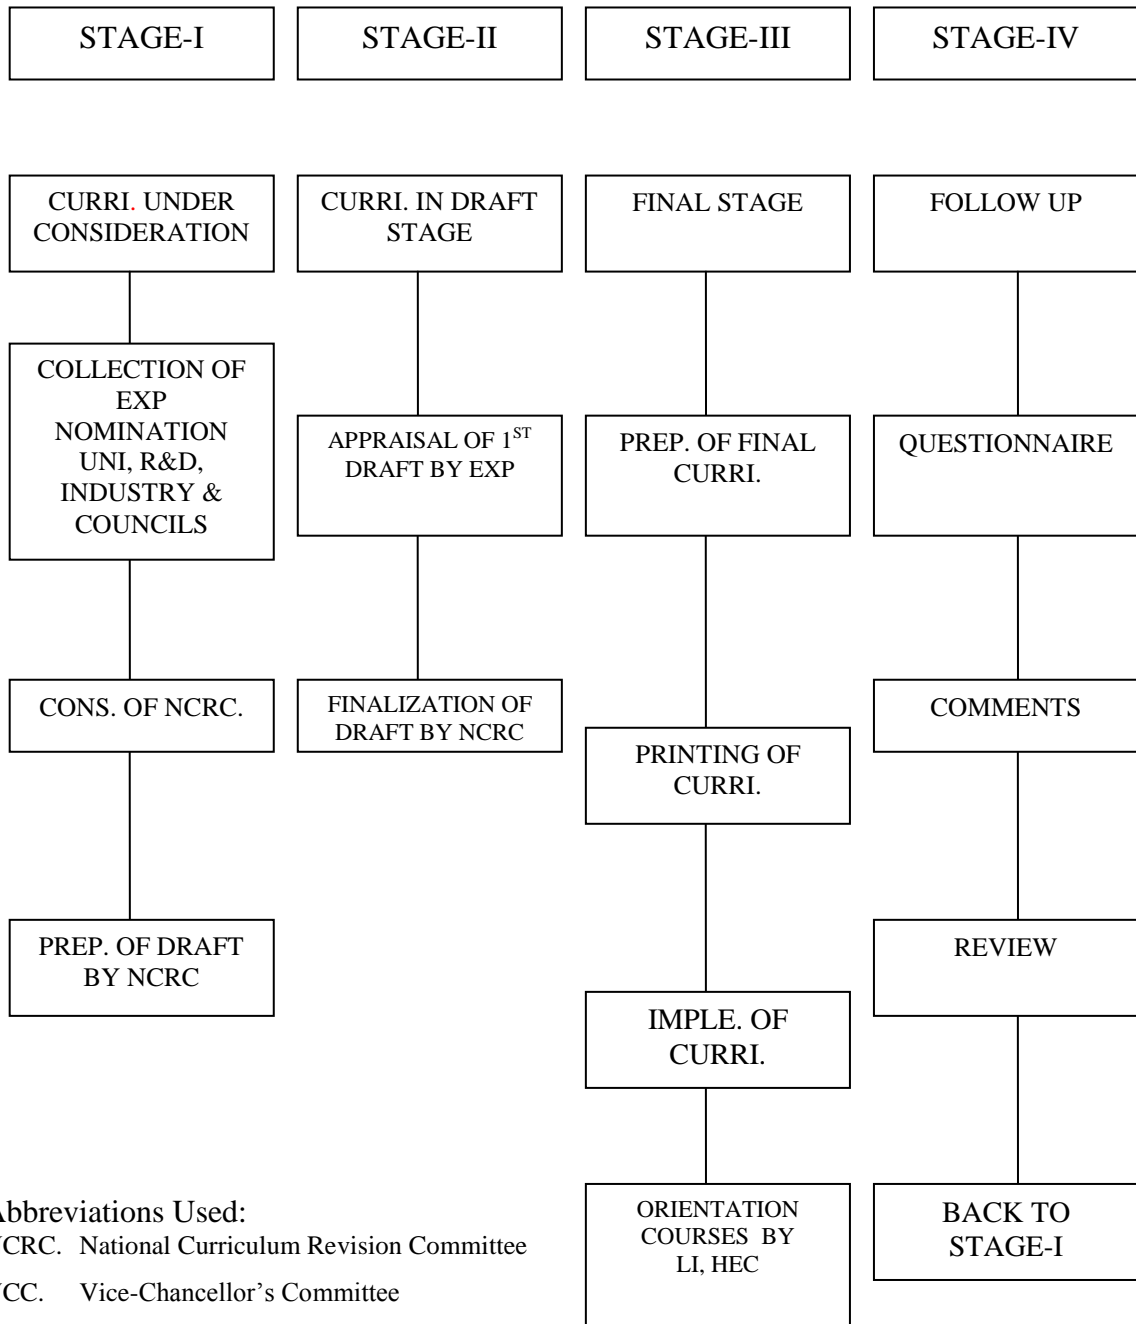 STAGE-I
STAGE-II
STAGE-III
STAGE-IV
CURRI. UNDER
CONSIDERATION
COLLECTION OF
EXP
NOMINATION
UNI, R&D,
INDUSTRY &
COUNCILS
CONS. OF NCRC.
PREP. OF DRAFT
BY NCRC
CURRI. IN DRAFT
STAGE
APPRAISAL OF 1ST
DRAFT BY EXP
FINALIZATION OF
DRAFT BY NCRC
FINAL STAGE
PREP. OF FINAL
CURRI.
PRINTING OF
CURRI.
IMPLE. OF
CURRI.
ORIENTATION
COURSES BY
LI, HEC
FOLLOW UP
QUESTIONNAIRE
COMMENTS
REVIEW
BACK TO
STAGE-I
Abbreviations Used:
NCRC. National Curriculum Revision Committee
VCC. Vice-Chancellor's Committee